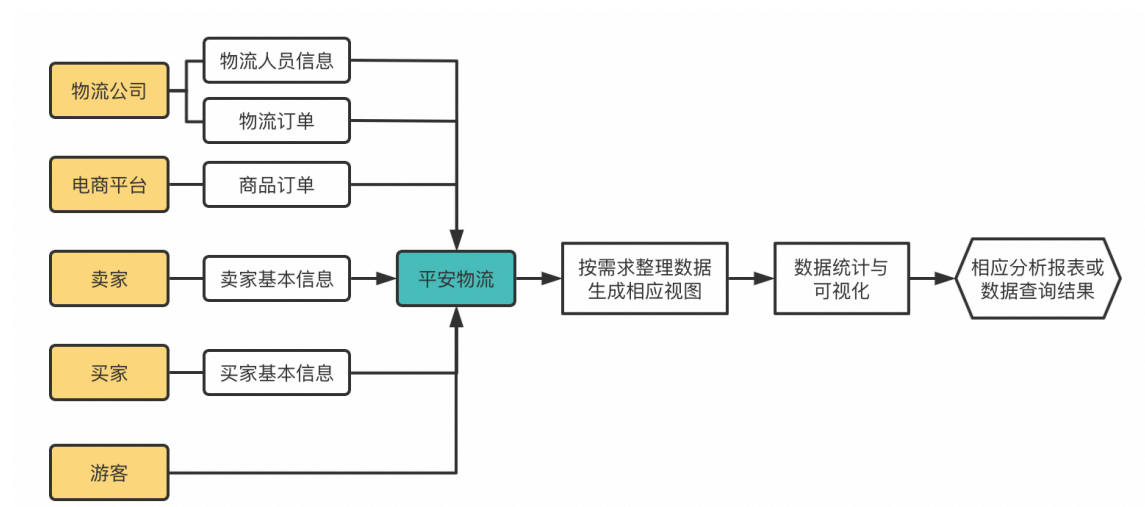 物流公司
物流人员信息
物流订单
电商平台
商品订单
卖家
卖家基本信息
平安物流
按需求整理数据
生成相应视图
数据统计与
可视化
相应分析报表或
数据查询结果
买家
买家基本信息
游客